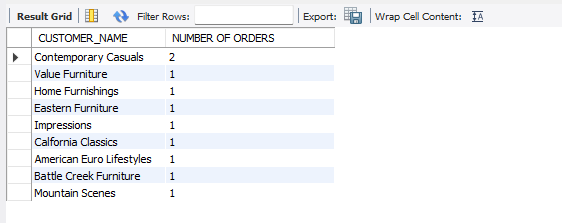 Result Grid Filter Rows: Export: Wrap Cell Content:
CUSTOMER_NAME NUMBER OF ORDERS
Contemporary Casuals 2
Value Furniture 1
Home Furnishings 1
Eastern Furniture 1
Impressions 1
Calfornia Classics 1
American Euro Lifestyles 1
Battle Creek Furniture 1
Mountain Scenes 1